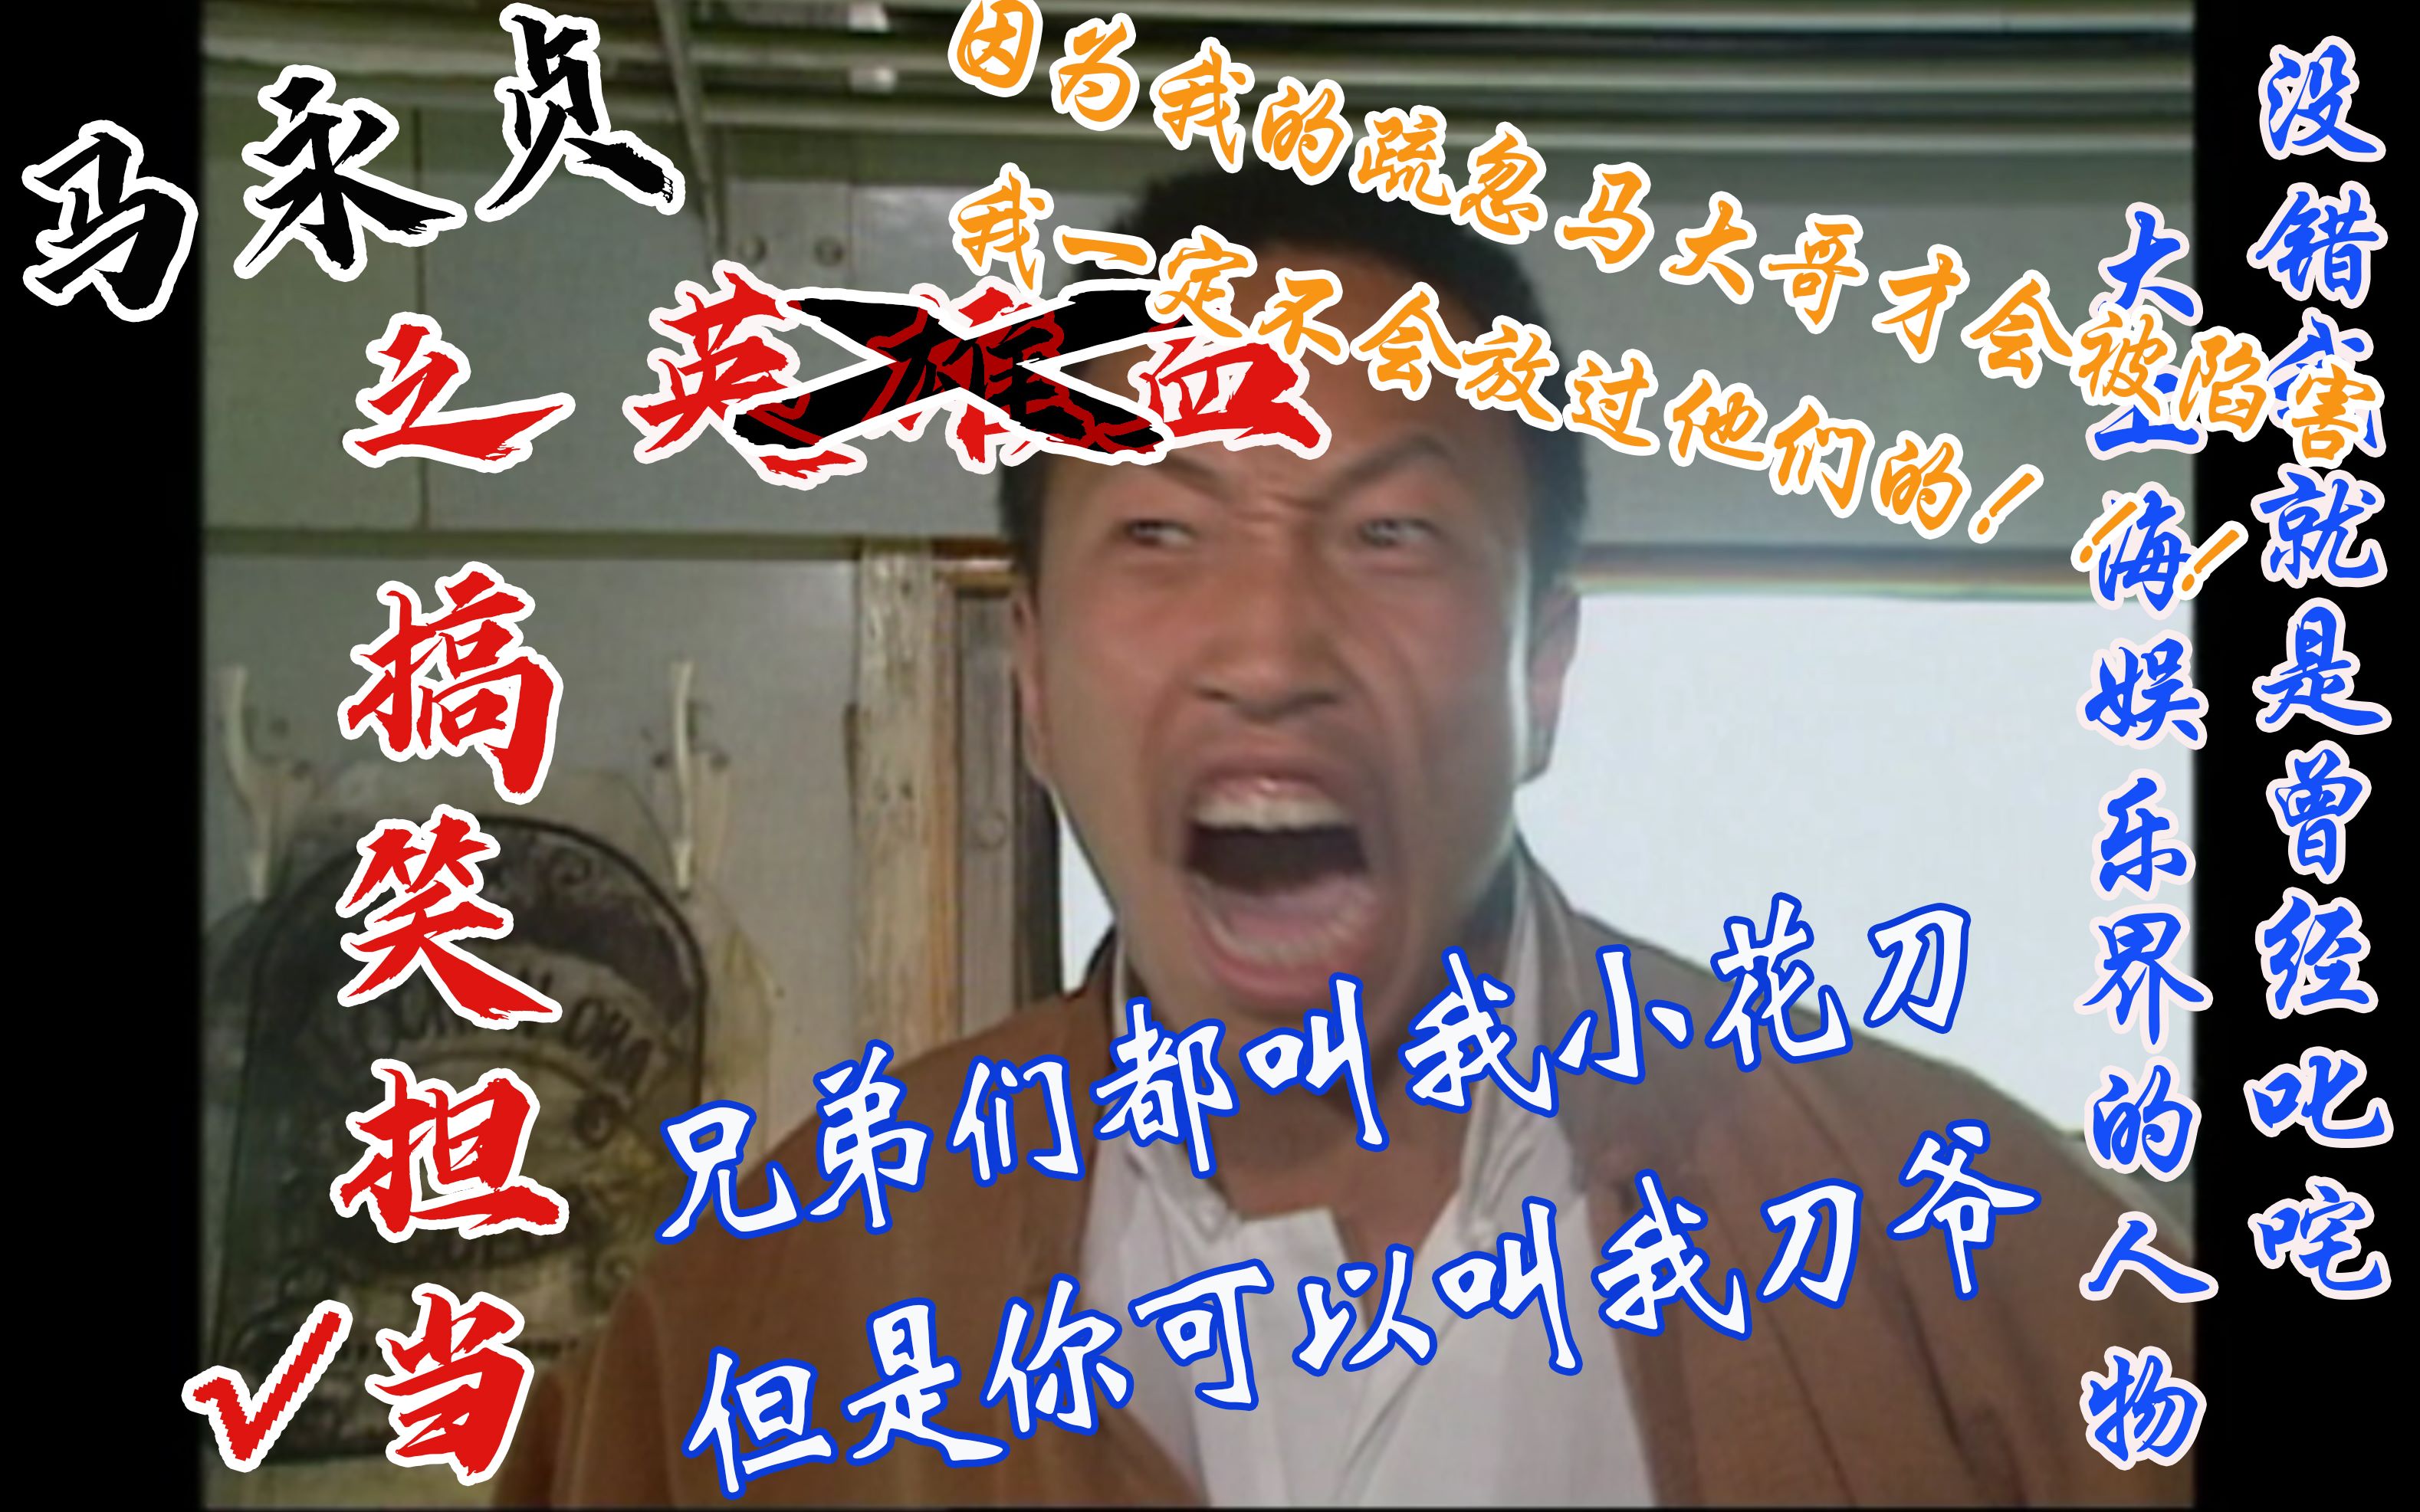 马永贞
之英雄血
搞笑担当
因为我的疏忽马大哥才会被陷害
我一定不会放过他们的!!!
没错我就是曾经叱咤
大上海娱乐界的人物
兄弟们都叫我小花刀
但是你可以叫我刀爷